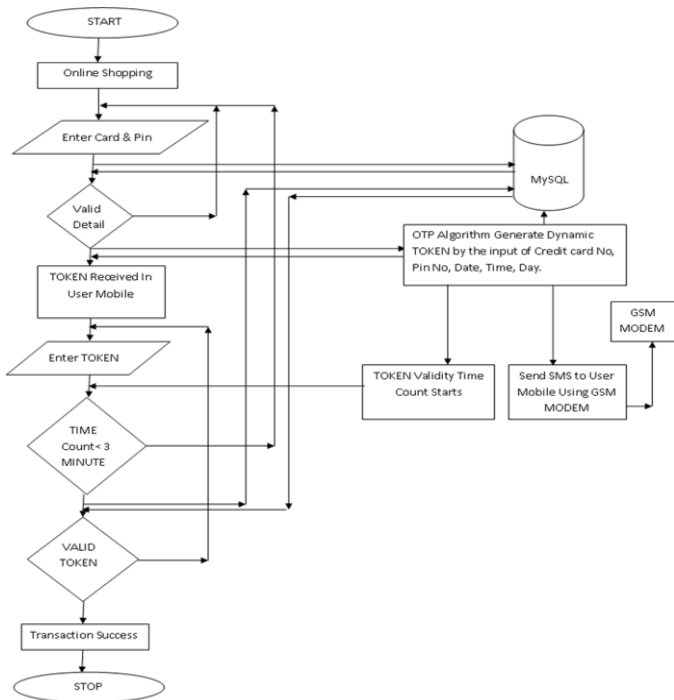 START
Online Shopping
Enter Card & Pin
MySQL
Valid
Detail
OTP Algorithm Generate Dynamic
TOKEN by the input of Credit card No,
Pin No, Date, Time, Day.
TOKEN Received In
User Mobile
GSM
MODEM
Enter TOKEN
TOKEN Validity Time
Count Starts
Send SMS to User
Mobile Using GSM
MODEM
TIME
Count< 3
MINUTE
VALID
TOKEN
Transaction Success
STOP